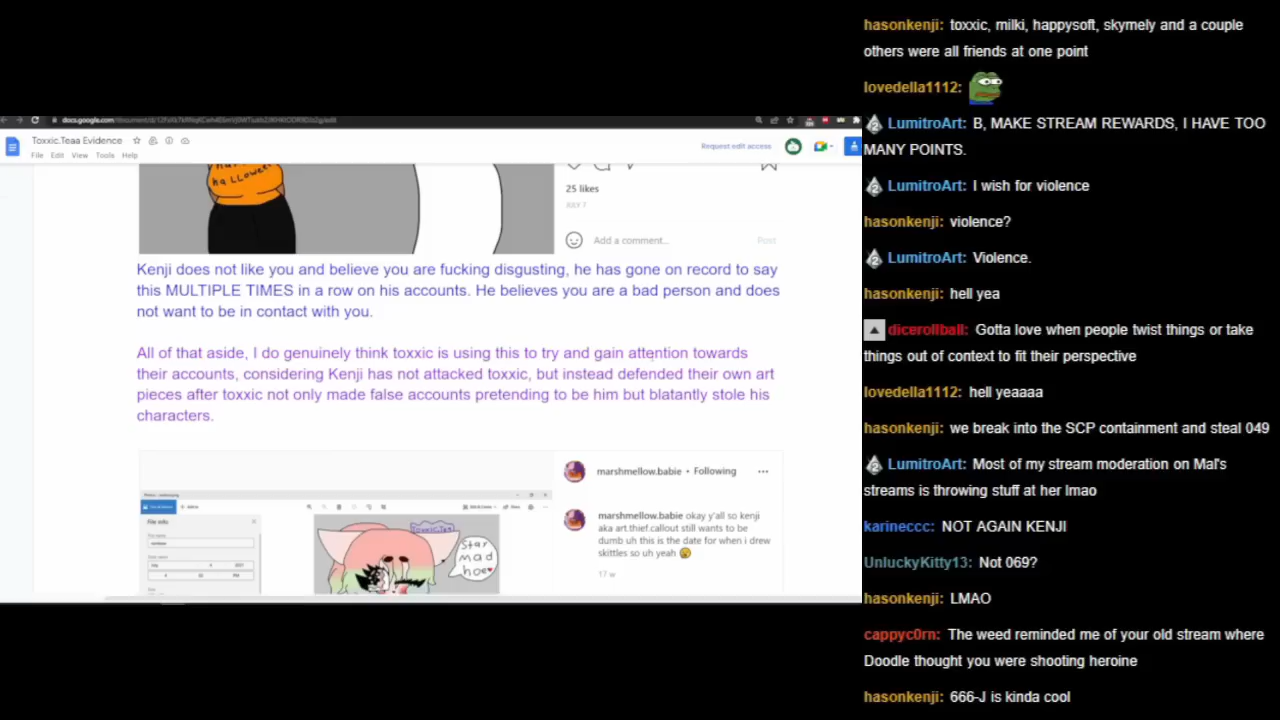 Toxxic.Teaa Evidence
File Edit View Tools Help
Request edit access
Halloween
25 likes
JULY 7
Add a comment...
Post
Kenji does not like you and believe you are fucking disgusting, he has gone on record to say
this MULTIPLE TIMES in a row on his accounts. He believes you are a bad person and does
not want to be in contact with you.
All of that aside, I do genuinely think toxxic is using this to try and gain attention towards
their accounts, considering Kenji has not attacked toxxic, but instead defended their own art
pieces after toxxic not only made false accounts pretending to be him but blatantly stole his
characters.
marshmellow.babie • Following
marshmellow.babie okay y'all so kenji
aka art.thief.callout still wants to be
dumb uh this is the date for when i drew
skittles so uh yeah
17 w
File info
Toxxic.Tea
Star
mad
hoe
hasonkenji: toxxic, milki, happysoft, skymely and a couple
others were all friends at one point
lovedella1112:
LumitroArt: B, MAKE STREAM REWARDS, I HAVE TOO
MANY POINTS.
LumitroArt: I wish for violence
hasonkenji: violence?
LumitroArt: Violence.
hasonkenji: hell yea
dicerollball: Gotta love when people twist things or take
things out of context to fit their perspective
lovedella1112: hell yeaaaa
hasonkenji: we break into the SCP containment and steal 049
LumitroArt: Most of my stream moderation on Mal's
streams is throwing stuff at her lmao
karineccc: NOT AGAIN KENJI
UnluckyKitty13: Not 069?
hasonkenji: LMAO
cappyc0rn: The weed reminded me of your old stream where
Doodle thought you were shooting heroine
hasonkenji: 666-J is kinda cool